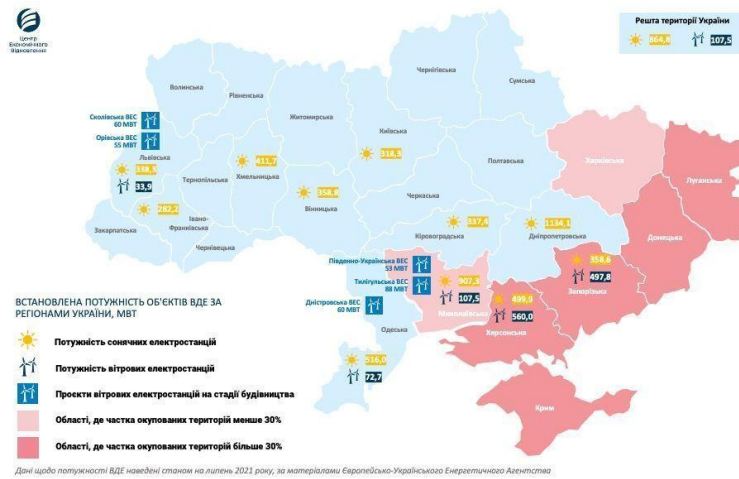 Центр
Економічного
Відновлення
Решта території України
864,8
107,5
Чернігівська
Сумська
Волинська
Рівненська
Житомирська
Київська
318,3
Сколівська ВЕС
60 МВТ
Орівська ВЕС
55 МВТ
Львівська
338,3
33,9
Тернопільська
Хмельницька
411,7
Полтавська
Харківська
Луганська
Вінницька
358,8
Черкаська
282,2
Івано-
Франківська
Закарпатська
Чернівецька
Кіровоградська
337,6
Дніпропетровська
1134,1
Донецька
Південно-Українська ВЕС
53 МВТ
Тилігульська ВЕС
88 МВТ
Дністровська ВЕС
60 МВТ
907,3
107,5
Миколаївська
358,6
497,8
Запорізька
499,9
560,0
Херсонська
Одеська
516,0
72,7
Крим
ВСТАНОВЛЕНА ПОТУЖНІСТЬ ОБ'ЄКТІВ ВДЕ ЗА
РЕГІОНАМИ УКРАЇНИ, МВТ
Потужність сонячних електростанцій
Потужність вітрових електростанцій
Проєкти вітрових електростанцій на стадії будівництва
Області, де частка окупованих територій менше 30%
Області, де частка окупованих територій більше 30%
Дані щодо потужності ВДЕ наведені станом на липень 2021 року, за матеріалами Європейсько-Українського Енергетичного Агентства